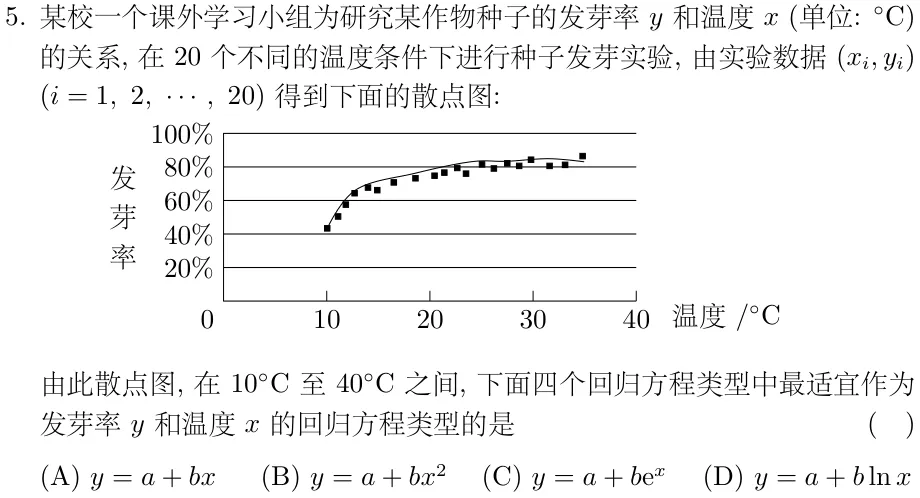 5. 某校一个课外学习小组为研究某作物种子的发芽率 y 和温度 x (单位: °C)
的关系, 在 20 个不同的温度条件下进行种子发芽实验, 由实验数据 (xᵢ, yᵢ)
(i = 1, 2, ⋯ , 20) 得到下面的散点图:
100%
80%
60%
40%
20%
发芽率
0 10 20 30 40 温度 /°C
由此散点图, 在 10°C 至 40°C 之间, 下面四个回归方程类型中最适宜作为
发芽率 y 和温度 x 的回归方程类型的是 ( )
(A) y = a + bx (B) y = a + bx² (C) y = a + beˣ (D) y = a + b ln x